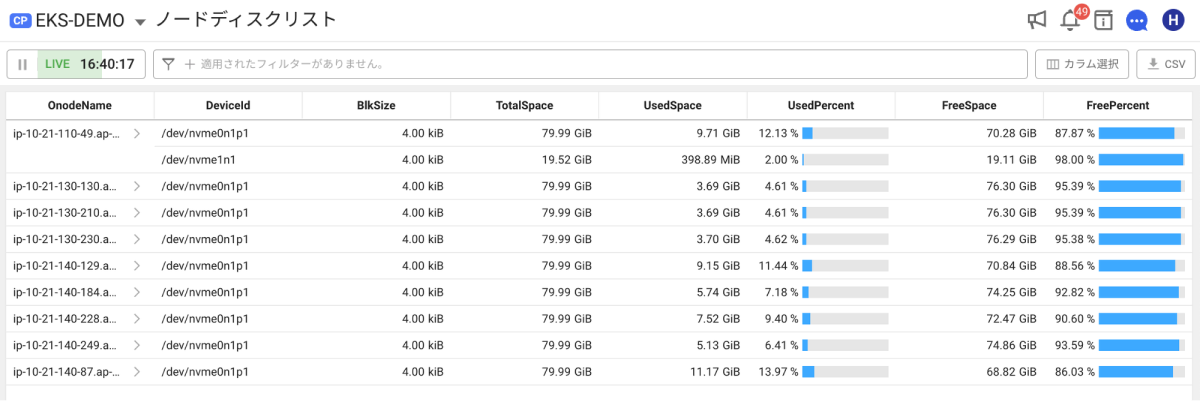 CP EKS-DEMO ノードディスクリスト 49 H
LIVE 16:40:17 適用されたフィルターがありません。 カラム選択 CSV
OnodeName DeviceId BlkSize TotalSpace UsedSpace UsedPercent FreeSpace FreePercent
ip-10-21-110-49.ap-... /dev/nvme0n1p1 4.00 kiB 79.99 GiB 9.71 GiB 12.13 % 70.28 GiB 87.87 %
/dev/nvme1n1 4.00 kiB 19.52 GiB 398.89 MiB 2.00 % 19.11 GiB 98.00 %
ip-10-21-130-130.a... /dev/nvme0n1p1 4.00 kiB 79.99 GiB 3.69 GiB 4.61 % 76.30 GiB 95.39 %
ip-10-21-130-210.a... /dev/nvme0n1p1 4.00 kiB 79.99 GiB 3.69 GiB 4.61 % 76.30 GiB 95.39 %
ip-10-21-130-230.a... /dev/nvme0n1p1 4.00 kiB 79.99 GiB 3.70 GiB 4.62 % 76.29 GiB 95.38 %
ip-10-21-140-129.a... /dev/nvme0n1p1 4.00 kiB 79.99 GiB 9.15 GiB 11.44 % 70.84 GiB 88.56 %
ip-10-21-140-184.a... /dev/nvme0n1p1 4.00 kiB 79.99 GiB 5.74 GiB 7.18 % 74.25 GiB 92.82 %
ip-10-21-140-228.a... /dev/nvme0n1p1 4.00 kiB 79.99 GiB 7.52 GiB 9.40 % 72.47 GiB 90.60 %
ip-10-21-140-249.a... /dev/nvme0n1p1 4.00 kiB 79.99 GiB 5.13 GiB 6.41 % 74.86 GiB 93.59 %
ip-10-21-140-87.ap-... /dev/nvme0n1p1 4.00 kiB 79.99 GiB 11.17 GiB 13.97 % 68.82 GiB 86.03 %